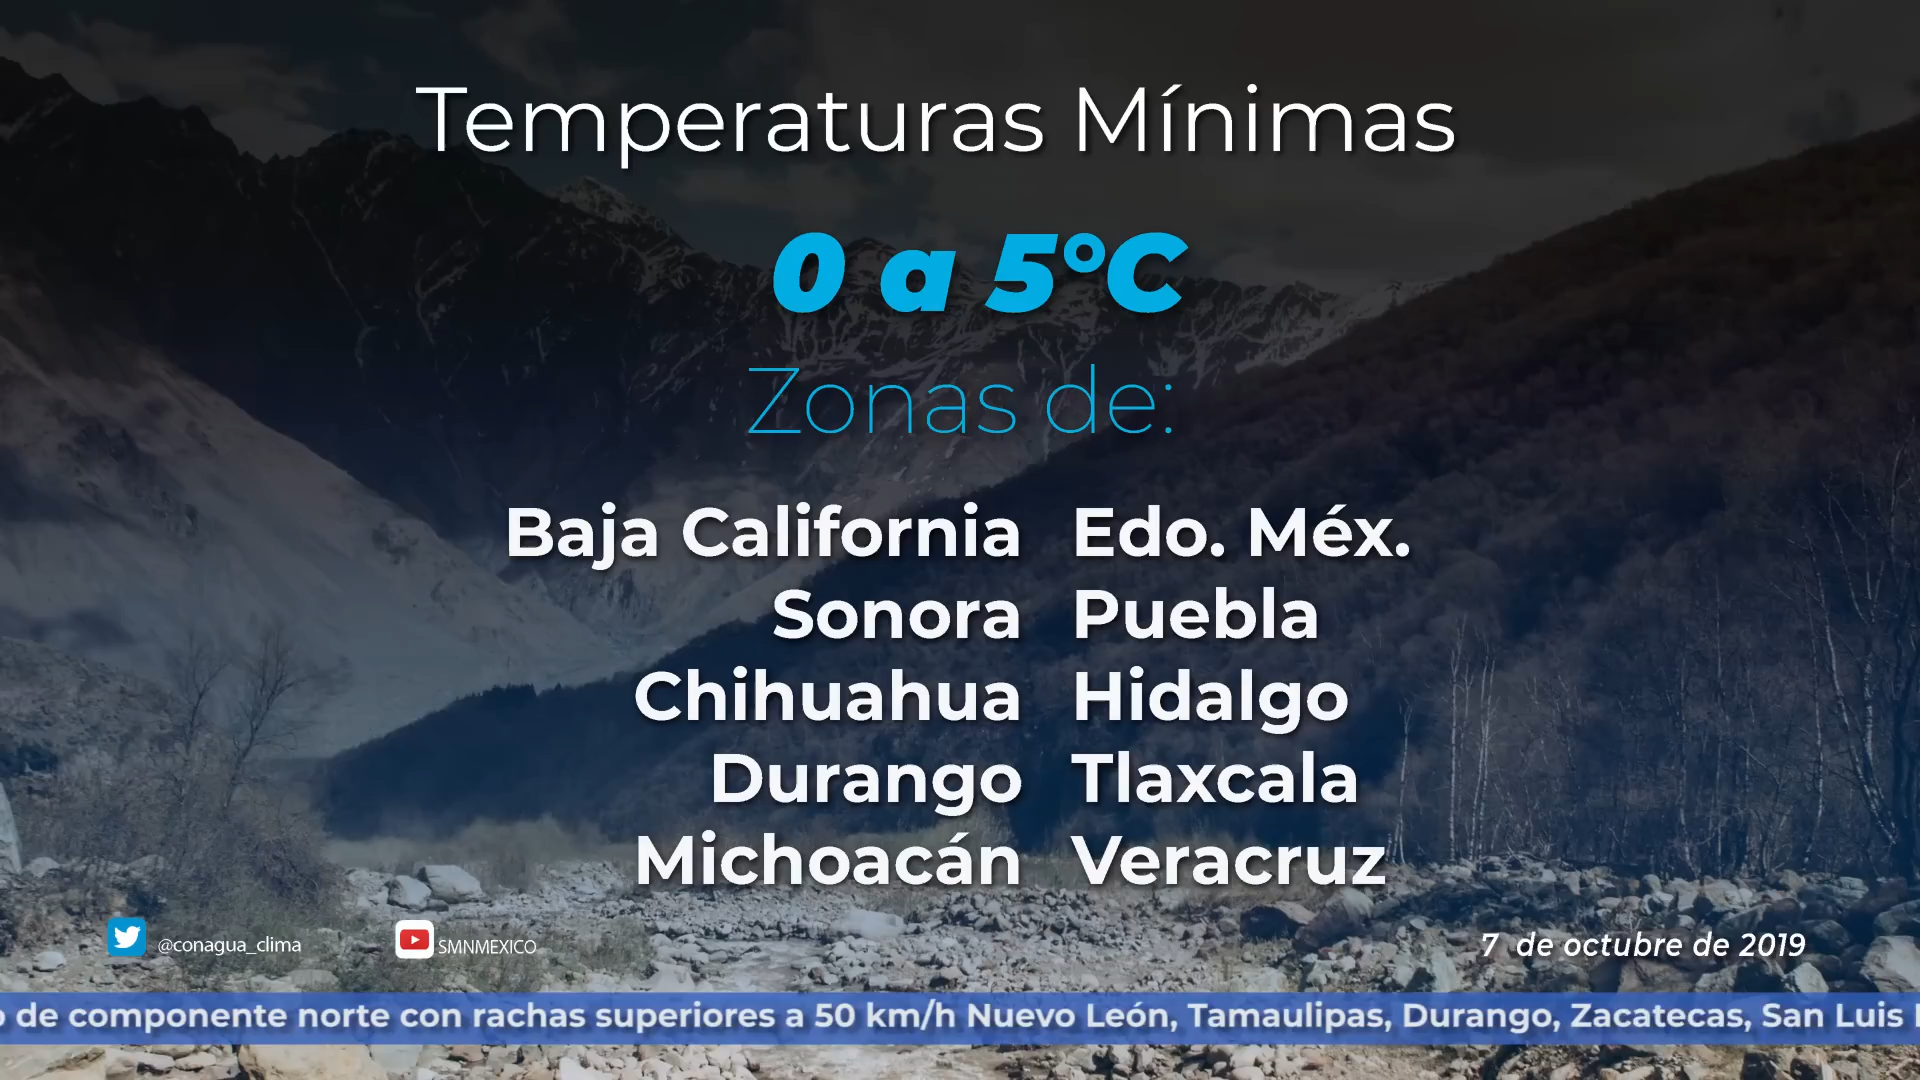 Temperaturas Mínimas
0 a 5°C
Zonas de:
Baja California Edo. Méx.
Sonora Puebla
Chihuahua Hidalgo
Durango Tlaxcala
Michoacán Veracruz
@conagua_clima SMNMEXICO
7 de octubre de 2019
de componente norte con rachas superiores a 50 km/h Nuevo León, Tamaulipas, Durango, Zacatecas, San Luis